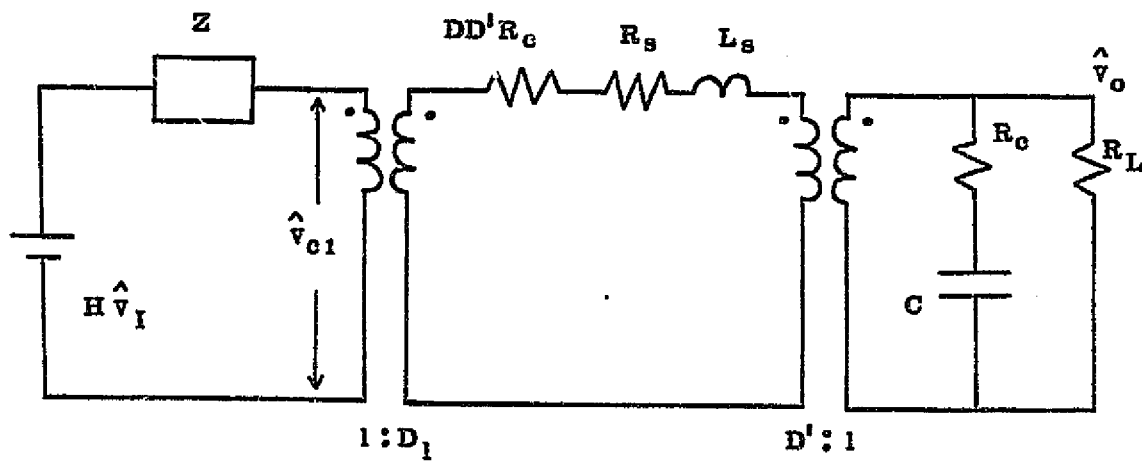 Z
DD'R_c
R_s
L_s
v̂_o
R_c
R_L
v̂_c1
H v̂_I
C
1 : D_1
D' : 1